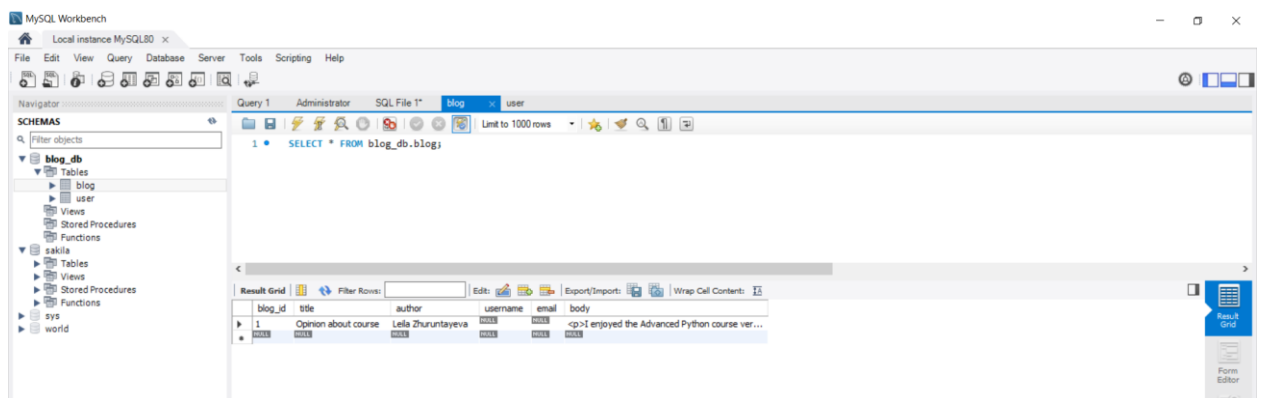 MySQL Workbench
Local instance MySQL80
File Edit View Query Database Server Tools Scripting Help
Navigator
SCHEMAS
Filter objects
blog_db
Tables
blog
user
Views
Stored Procedures
Functions
sakila
Tables
Views
Stored Procedures
Functions
sys
world
Query 1 Administrator SQL File 1* blog user
Limit to 1000 rows
1 SELECT * FROM blog_db.blog;
Result Grid Filter Rows: Edit: Export/Import: Wrap Cell Content:
blog_id title author username email body
1 Opinion about course Leila Zhuruntayeva NULL NULL <p>I enjoyed the Advanced Python course ver...
NULL NULL NULL NULL NULL NULL
Result
Grid
Form
Editor